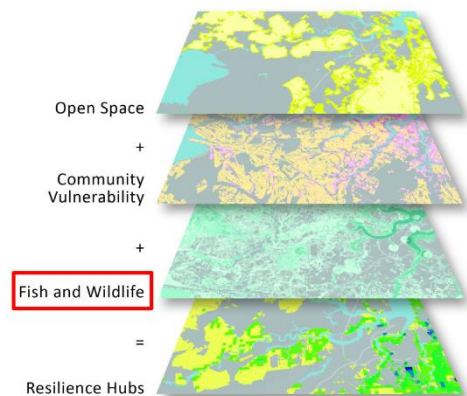 Open Space
+
Community
Vulnerability
+
Fish and Wildlife
=
Resilience Hubs